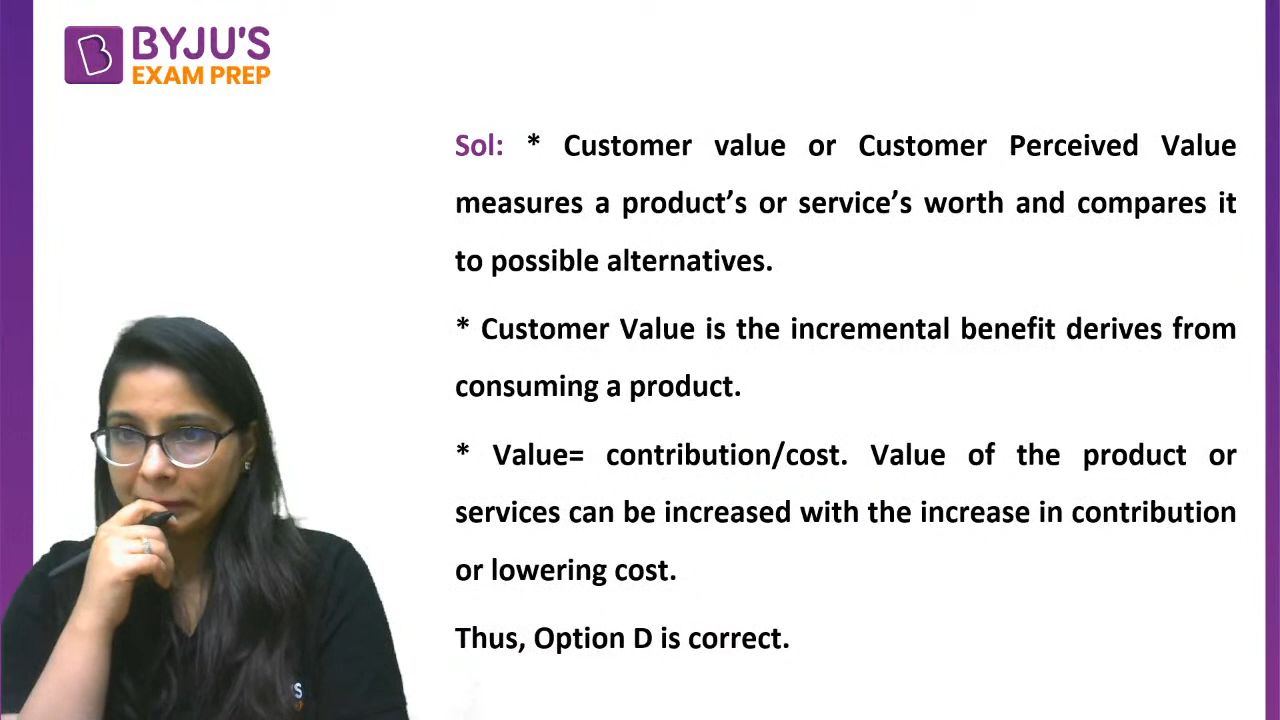 BYJU'S
EXAM PREP
Sol: * Customer value or Customer Perceived Value
measures a product’s or service’s worth and compares it
to possible alternatives.
* Customer Value is the incremental benefit derives from
consuming a product.
* Value= contribution/cost. Value of the product or
services can be increased with the increase in contribution
or lowering cost.
Thus, Option D is correct.